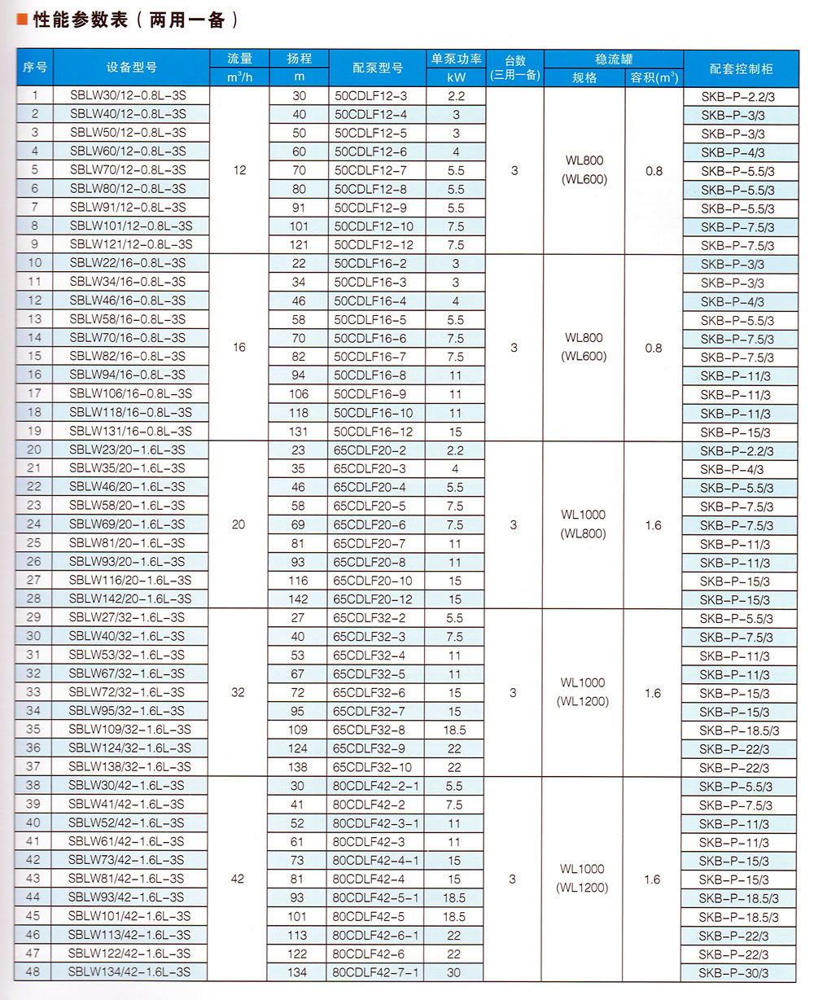 性能参数表（两用一备）
序号 设备型号 流量 扬程 配泵型号 单泵功率 台数 稳流罐 配套控制柜
m³/h m kW (三用一备) 规格 容积(m³)
1 SBLW30/12-0.8L-3S 30 50CDLF12-3 2.2 SKB-P-2.2/3
2 SBLW40/12-0.8L-3S 40 50CDLF12-4 3 SKB-P-3/3
3 SBLW50/12-0.8L-3S 50 50CDLF12-5 3 SKB-P-3/3
4 SBLW60/12-0.8L-3S 60 50CDLF12-6 4 SKB-P-4/3
5 SBLW70/12-0.8L-3S 12 70 50CDLF12-7 5.5 3 WL800 (WL600) 0.8 SKB-P-5.5/3
6 SBLW80/12-0.8L-3S 80 50CDLF12-8 5.5 SKB-P-5.5/3
7 SBLW91/12-0.8L-3S 91 50CDLF12-9 5.5 SKB-P-5.5/3
8 SBLW101/12-0.8L-3S 101 50CDLF12-10 7.5 SKB-P-7.5/3
9 SBLW121/12-0.8L-3S 121 50CDLF12-12 7.5 SKB-P-7.5/3
10 SBLW22/16-0.8L-3S 22 50CDLF16-2 3 SKB-P-3/3
11 SBLW34/16-0.8L-3S 34 50CDLF16-3 3 SKB-P-3/3
12 SBLW46/16-0.8L-3S 46 50CDLF16-4 4 SKB-P-4/3
13 SBLW58/16-0.8L-3S 58 50CDLF16-5 5.5 SKB-P-5.5/3
14 SBLW70/16-0.8L-3S 70 50CDLF16-6 7.5 SKB-P-7.5/3
15 SBLW82/16-0.8L-3S 16 82 50CDLF16-7 7.5 3 WL800 (WL600) 0.8 SKB-P-7.5/3
16 SBLW94/16-0.8L-3S 94 50CDLF16-8 11 SKB-P-11/3
17 SBLW106/16-0.8L-3S 106 50CDLF16-9 11 SKB-P-11/3
18 SBLW118/16-0.8L-3S 118 50CDLF16-10 11 SKB-P-11/3
19 SBLW131/16-0.8L-3S 131 50CDLF16-12 15 SKB-P-15/3
20 SBLW23/20-1.6L-3S 23 65CDLF20-2 2.2 SKB-P-2.2/3
21 SBLW35/20-1.6L-3S 35 65CDLF20-3 4 SKB-P-4/3
22 SBLW46/20-1.6L-3S 46 65CDLF20-4 5.5 SKB-P-5.5/3
23 SBLW58/20-1.6L-3S 58 65CDLF20-5 7.5 SKB-P-7.5/3
24 SBLW69/20-1.6L-3S 20 69 65CDLF20-6 7.5 3 WL1000 (WL800) 1.6 SKB-P-7.5/3
25 SBLW81/20-1.6L-3S 81 65CDLF20-7 11 SKB-P-11/3
26 SBLW93/20-1.6L-3S 93 65CDLF20-8 11 SKB-P-11/3
27 SBLW116/20-1.6L-3S 116 65CDLF20-10 15 SKB-P-15/3
28 SBLW142/20-1.6L-3S 142 65CDLF20-12 15 SKB-P-15/3
29 SBLW27/32-1.6L-3S 27 65CDLF32-2 5.5 SKB-P-5.5/3
30 SBLW40/32-1.6L-3S 40 65CDLF32-3 7.5 SKB-P-7.5/3
31 SBLW53/32-1.6L-3S 53 65CDLF32-4 11 SKB-P-11/3
32 SBLW67/32-1.6L-3S 67 65CDLF32-5 11 SKB-P-11/3
33 SBLW72/32-1.6L-3S 32 72 65CDLF32-6 15 3 WL1000 (WL1200) 1.6 SKB-P-15/3
34 SBLW95/32-1.6L-3S 95 65CDLF32-7 15 SKB-P-15/3
35 SBLW109/32-1.6L-3S 109 65CDLF32-8 18.5 SKB-P-18.5/3
36 SBLW124/32-1.6L-3S 124 65CDLF32-9 22 SKB-P-22/3
37 SBLW138/32-1.6L-3S 138 65CDLF32-10 22 SKB-P-22/3
38 SBLW30/42-1.6L-3S 30 80CDLF42-2-1 5.5 SKB-P-5.5/3
39 SBLW41/42-1.6L-3S 41 80CDLF42-2 7.5 SKB-P-7.5/3
40 SBLW52/42-1.6L-3S 52 80CDLF42-3-1 11 SKB-P-11/3
41 SBLW61/42-1.6L-3S 61 80CDLF42-3 11 SKB-P-11/3
42 SBLW73/42-1.6L-3S 73 80CDLF42-4-1 15 SKB-P-15/3
43 SBLW81/42-1.6L-3S 42 81 80CDLF42-4 15 3 WL1000 (WL1200) 1.6 SKB-P-15/3
44 SBLW93/42-1.6L-3S 93 80CDLF42-5-1 18.5 SKB-P-18.5/3
45 SBLW101/42-1.6L-3S 101 80CDLF42-5 18.5 SKB-P-18.5/3
46 SBLW113/42-1.6L-3S 113 80CDLF42-6-1 22 SKB-P-22/3
47 SBLW122/42-1.6L-3S 122 80CDLF42-6 22 SKB-P-22/3
48 SBLW134/42-1.6L-3S 134 80CDLF42-7-1 30 SKB-P-30/3